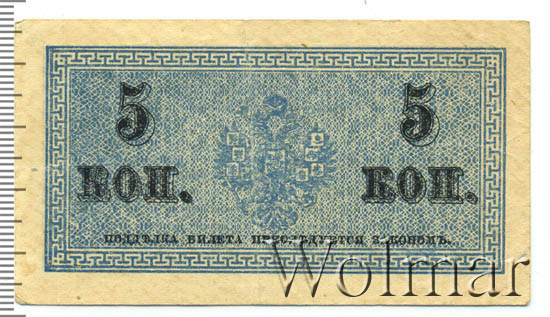 5 5
КОП. КОП.
ПОДДѢЛКА БИЛЕТА ПРЕСЛѢДУЕТСЯ ЗАКОНОМЪ.
Wolmar